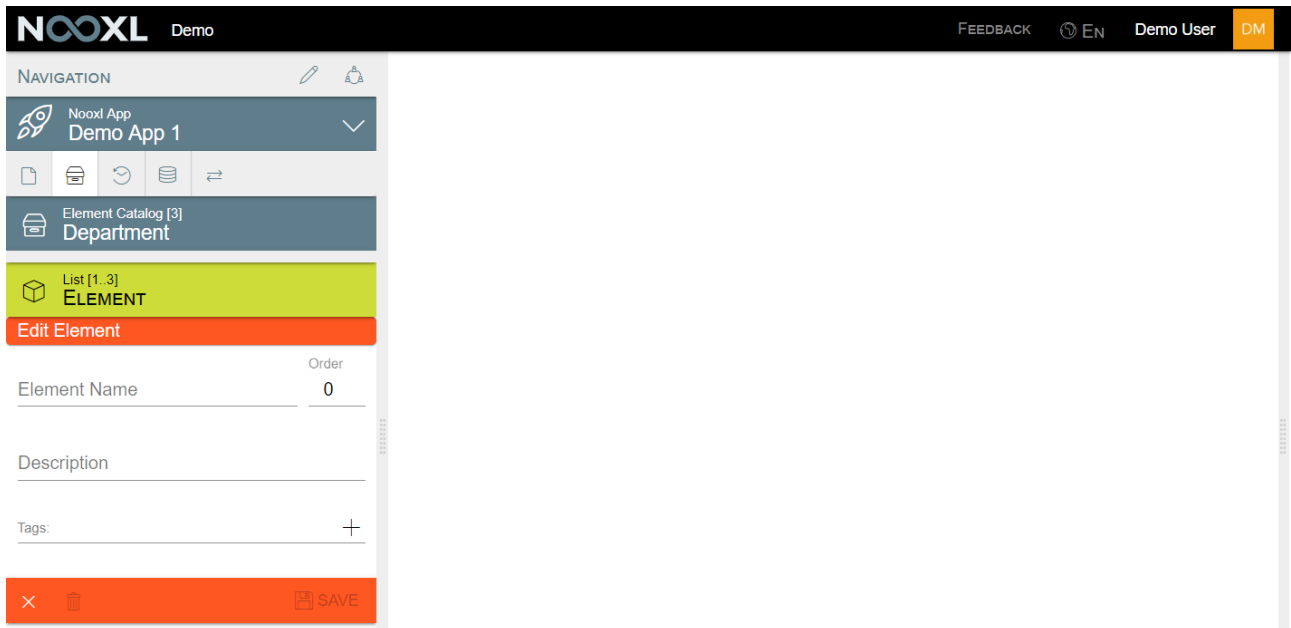 NOOXL Demo FEEDBACK EN Demo User DM
NAVIGATION
Nooxl App
Demo App 1
Element Catalog [3]
Department
List [1..3]
ELEMENT
Edit Element
Order
Element Name 0
Description
Tags:
SAVE